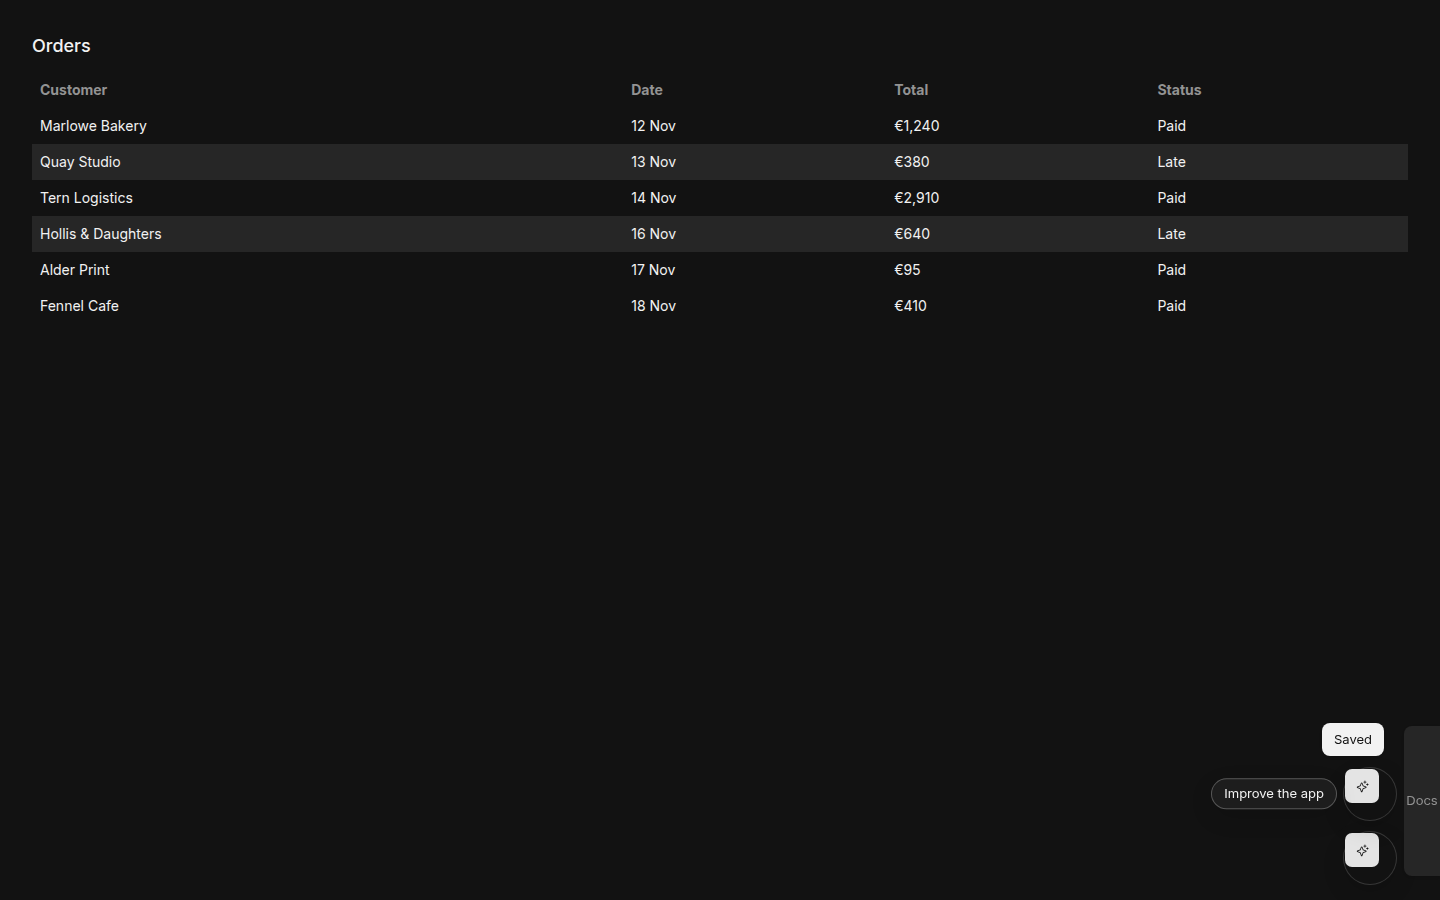 Orders
Customer Date Total Status
Marlowe Bakery 12 Nov €1,240 Paid
Quay Studio 13 Nov €380 Late
Tern Logistics 14 Nov €2,910 Paid
Hollis & Daughters 16 Nov €640 Late
Alder Print 17 Nov €95 Paid
Fennel Cafe 18 Nov €410 Paid
Saved
Improve the app
Docs